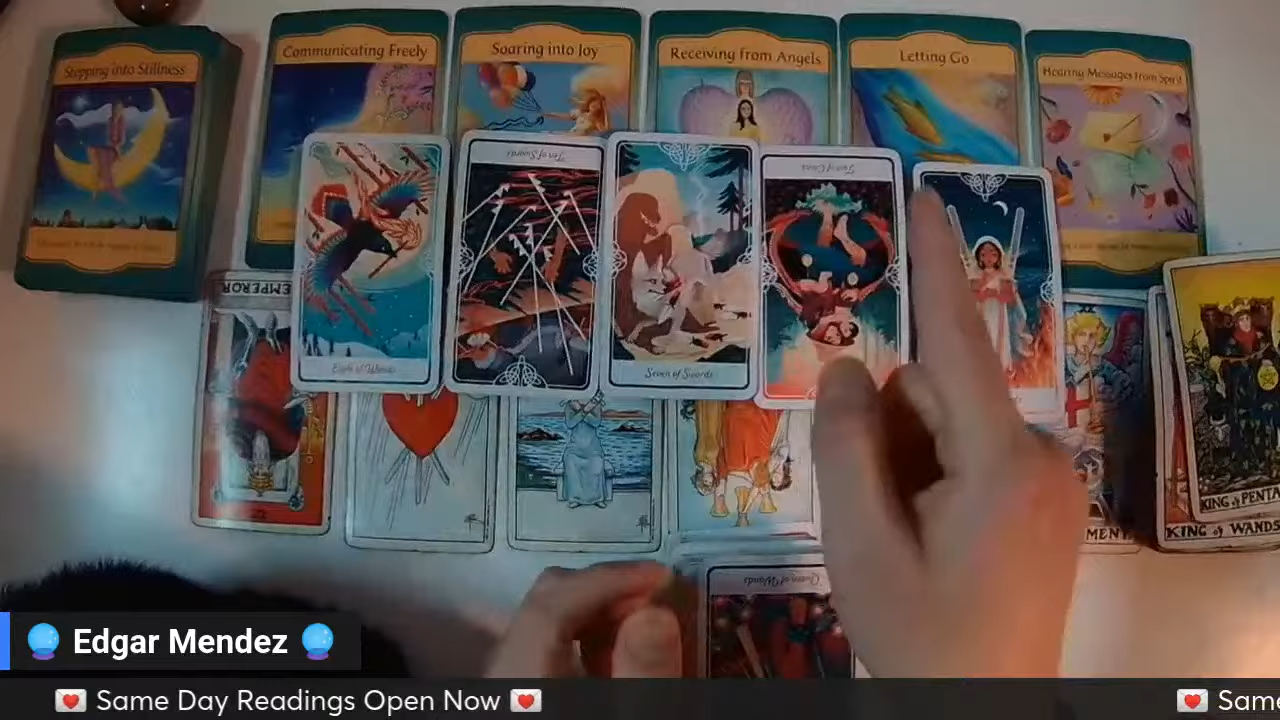 Stepping into Stillness
Communicating Freely
Soaring into Joy
Receiving from Angels
Letting Go
Hearing Messages from Spirit
EMPEROR
Eight of Wands
Ten of Swords
Seven of Swords
KING of PENTA
KING of WANDS
Queen of Wands
🔮 Edgar Mendez 🔮
💌 Same Day Readings Open Now 💌
💌 Same